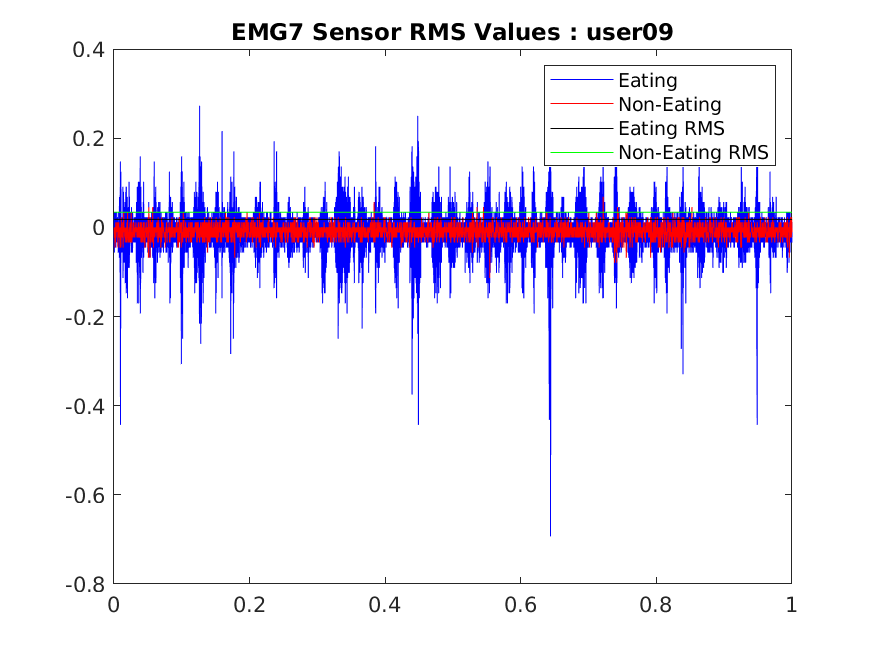 EMG7 Sensor RMS Values : user09
0.4
Eating
Non-Eating
Eating RMS
Non-Eating RMS
0.2
0
-0.2
-0.4
-0.6
-0.8
0 0.2 0.4 0.6 0.8 1